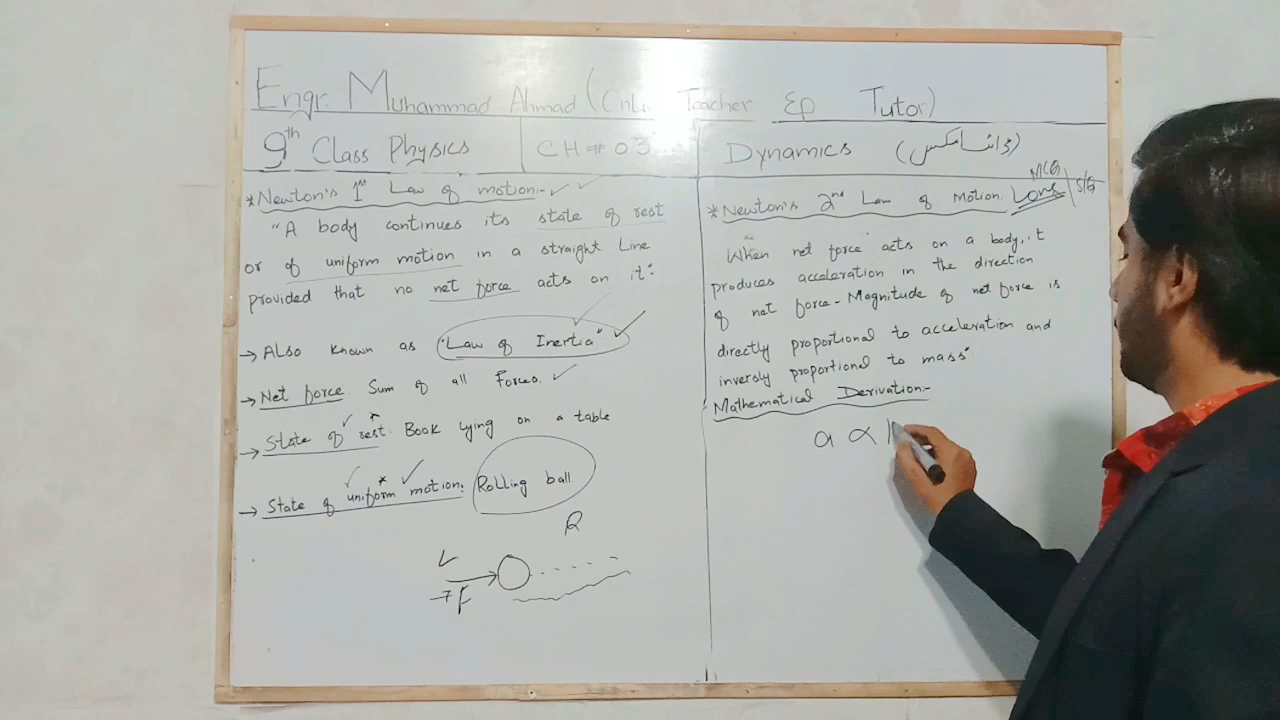 Engr. Muhammad Ahmad (Teacher & Tutor)
9th Class Physics
CH # 03
Dynamics (ڈائنامکس)
*Newton's 1st Law of motion:-
"A body continues its state of rest
or of uniform motion in a straight Line
provided that no net force acts on it":
→ Also known as "Law of Inertia"
→ Net force. Sum of all Forces.
→ State of rest: Book lying on a table
→ State of uniform motion. Rolling ball
R
F
MCQ
*Newton's 2nd Law of Motion. Long S/Q
"When net force" acts on a body, it
produces acceleration in the direction
of net force - Magnitude of net force is
directly proportional to acceleration and
inversly proportional to mass"
Mathematical Derivation:-
a ∝